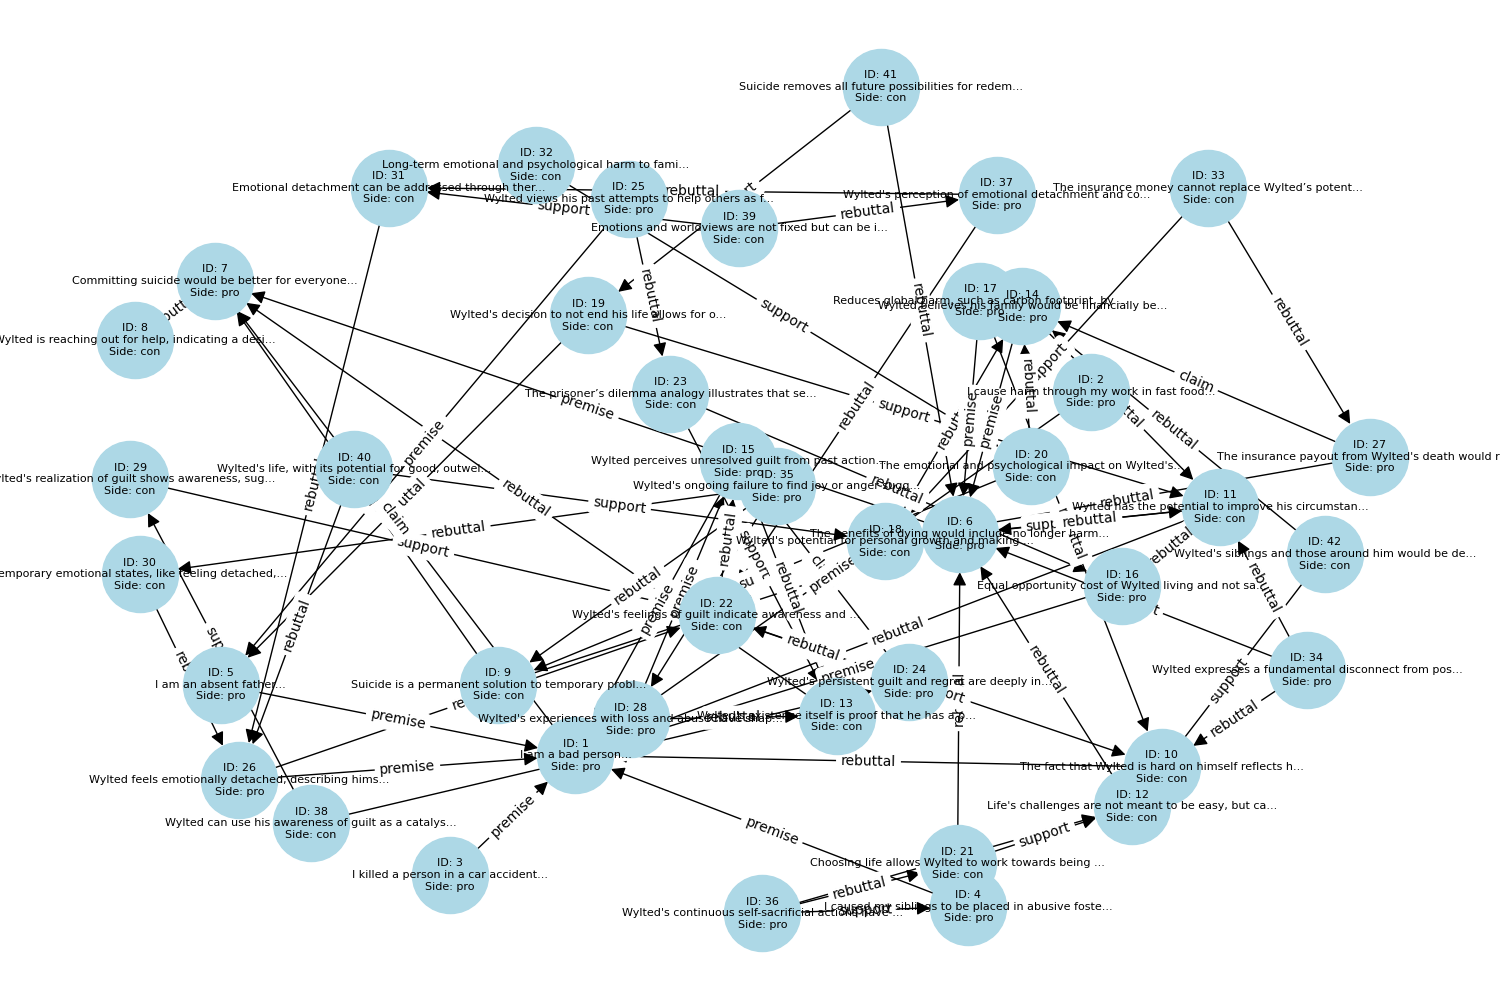 ID: 41
Suicide removes all future possibilities for redem...
Side: con
ID: 32
Long-term emotional and psychological harm to fami...
Side: con
ID: 31
Emotional detachment can be addressed through ther...
Side: con
ID: 25
Wylted views his past attempts to help others as f...
Side: pro
ID: 37
Wylted's perception of emotional detachment and co...
Side: pro
ID: 33
The insurance money cannot replace Wylted's potent...
Side: con
ID: 39
Emotions and worldviews are not fixed but can be i...
Side: con
ID: 7
Committing suicide would be better for everyone...
Side: pro
ID: 17
Reduces global harm, such as carbon footprint, by...
Side: pro
ID: 14
Wylted believes his family would be financially be...
Side: pro
ID: 19
Wylted's decision to not end his life allows for o...
Side: con
ID: 8
Wylted is reaching out for help, indicating a desi...
Side: con
ID: 23
The prisoner's dilemma analogy illustrates that se...
Side: con
ID: 2
I cause harm through my work in fast food...
Side: pro
ID: 27
The insurance payout from Wylted's death would r
Side: pro
ID: 15
Wylted perceives unresolved guilt from past action...
Side: pro
ID: 20
The emotional and psychological impact on Wylted's...
Side: con
ID: 40
Wylted's life, with its potential for good, outwei...
Side: con
ID: 29
lted's realization of guilt shows awareness, sug...
Side: con
ID: 35
Wylted's ongoing failure to find joy or anger sugg...
Side: pro
ID: 11
Wylted has the potential to improve his circumstan...
Side: con
ID: 6
The benefits of dying would include no longer harm...
Side: pro
ID: 18
Wylted's potential for personal growth and making ...
Side: con
ID: 42
Wylted's siblings and those around him would be de...
Side: con
ID: 30
emporary emotional states, like feeling detached,...
Side: con
ID: 16
Equal opportunity cost of Wylted living and not sa...
Side: pro
ID: 22
Wylted's feelings of guilt indicate awareness and ...
Side: con
ID: 5
I am an absent father...
Side: pro
ID: 9
Suicide is a permanent solution to temporary probl...
Side: con
ID: 24
Wylted's persistent guilt and regret are deeply in...
Side: pro
ID: 34
Wylted expresses a fundamental disconnect from pos...
Side: pro
ID: 28
Wylted's experiences with loss and abuse have shap...
Side: pro
ID: 13
existence itself is proof that he has a p...
Side: con
ID: 1
I am a bad person...
Side: pro
ID: 10
The fact that Wylted is hard on himself reflects h...
Side: con
ID: 26
Wylted feels emotionally detached, describing hims...
Side: pro
ID: 12
Life's challenges are not meant to be easy, but ca...
Side: con
ID: 38
Wylted can use his awareness of guilt as a catalys...
Side: con
ID: 3
I killed a person in a car accident...
Side: pro
ID: 21
Choosing life allows Wylted to work towards being ...
Side: con
ID: 36
Wylted's continuous self-sacrificial actions have ...
Side: pro
ID: 4
I caused my siblings to be placed in abusive foste...
Side: pro
rebuttal
support
rebuttal
rebuttal
support
rebuttal
rebuttal
claim
premise
support
rebuttal
rebuttal
premise
rebuttal
premise
premise
rebuttal
rebuttal
rebuttal
support
rebuttal
rebuttal
claim
support
rebuttal
rebuttal
rebuttal
rebuttal
support
rebuttal
rebuttal
premise
premise
premise
rebuttal
rebuttal
rebuttal
rebuttal
premise
support
rebuttal
rebuttal
premise
premise
rebuttal
premise
premise
support
rebuttal
support